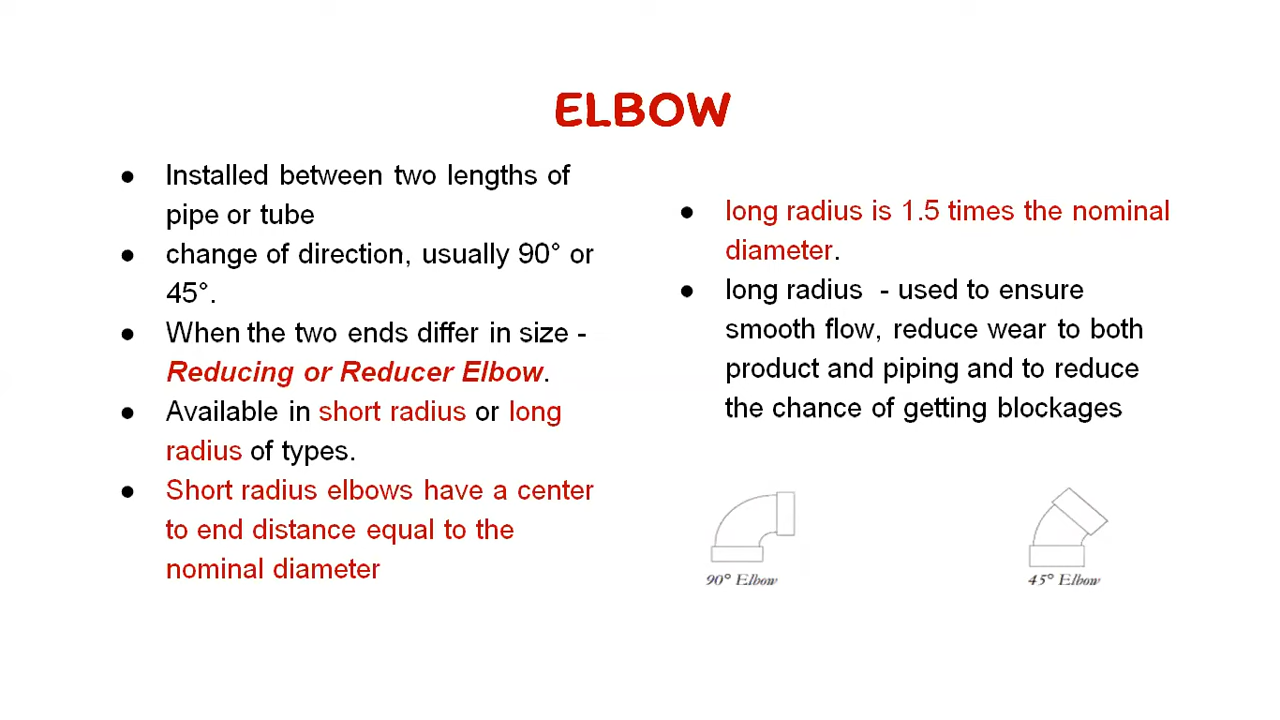 ELBOW
● Installed between two lengths of
pipe or tube
● change of direction, usually 90° or
45°.
● When the two ends differ in size -
Reducing or Reducer Elbow.
● Available in short radius or long
radius of types.
● Short radius elbows have a center
to end distance equal to the
nominal diameter
● long radius is 1.5 times the nominal
diameter.
● long radius - used to ensure
smooth flow, reduce wear to both
product and piping and to reduce
the chance of getting blockages
90° Elbow
45° Elbow